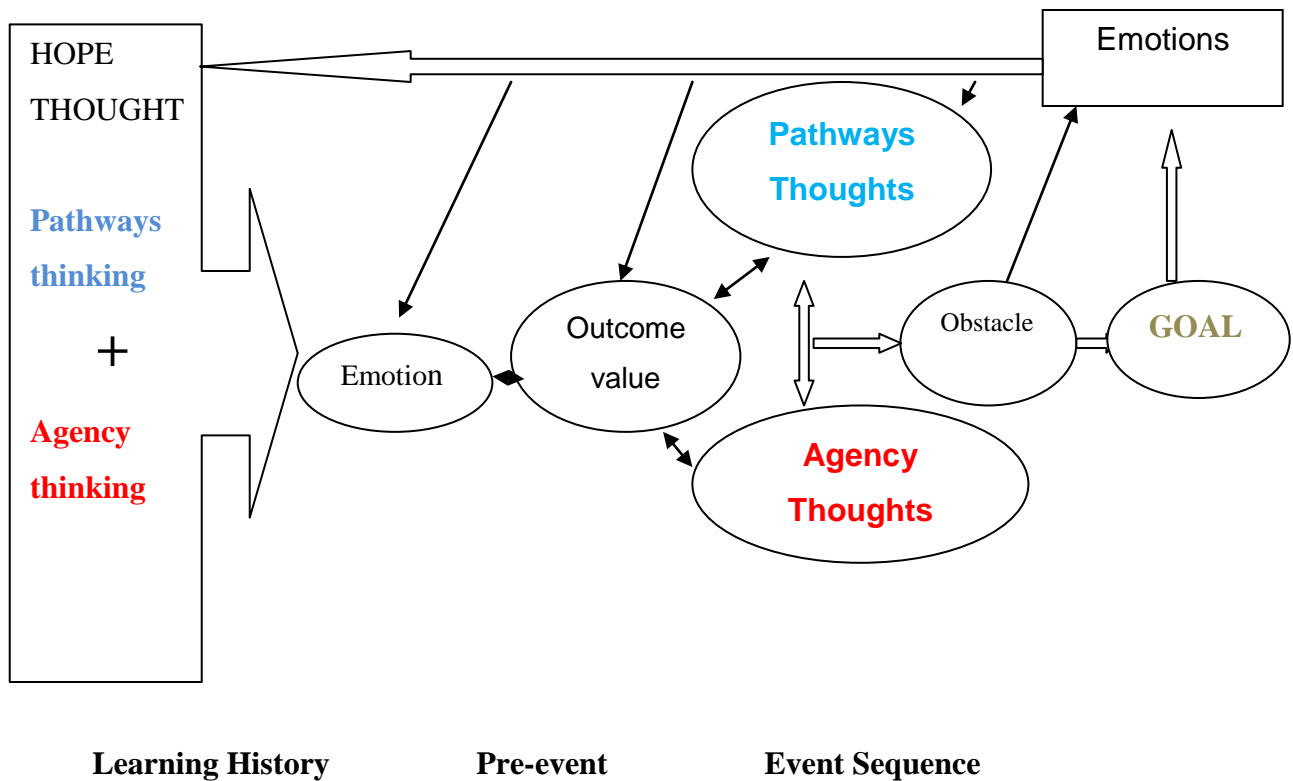 HOPE
THOUGHT
Pathways
thinking
+
Agency
thinking
Emotion
Outcome
value
Pathways
Thoughts
Agency
Thoughts
Obstacle
GOAL
Emotions
Learning History Pre-event Event Sequence